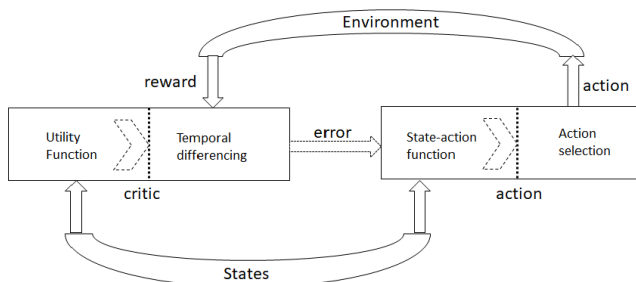 Environment
reward
action
Utility
Function
Temporal
differencing
error
State-action
function
Action
selection
critic
action
States